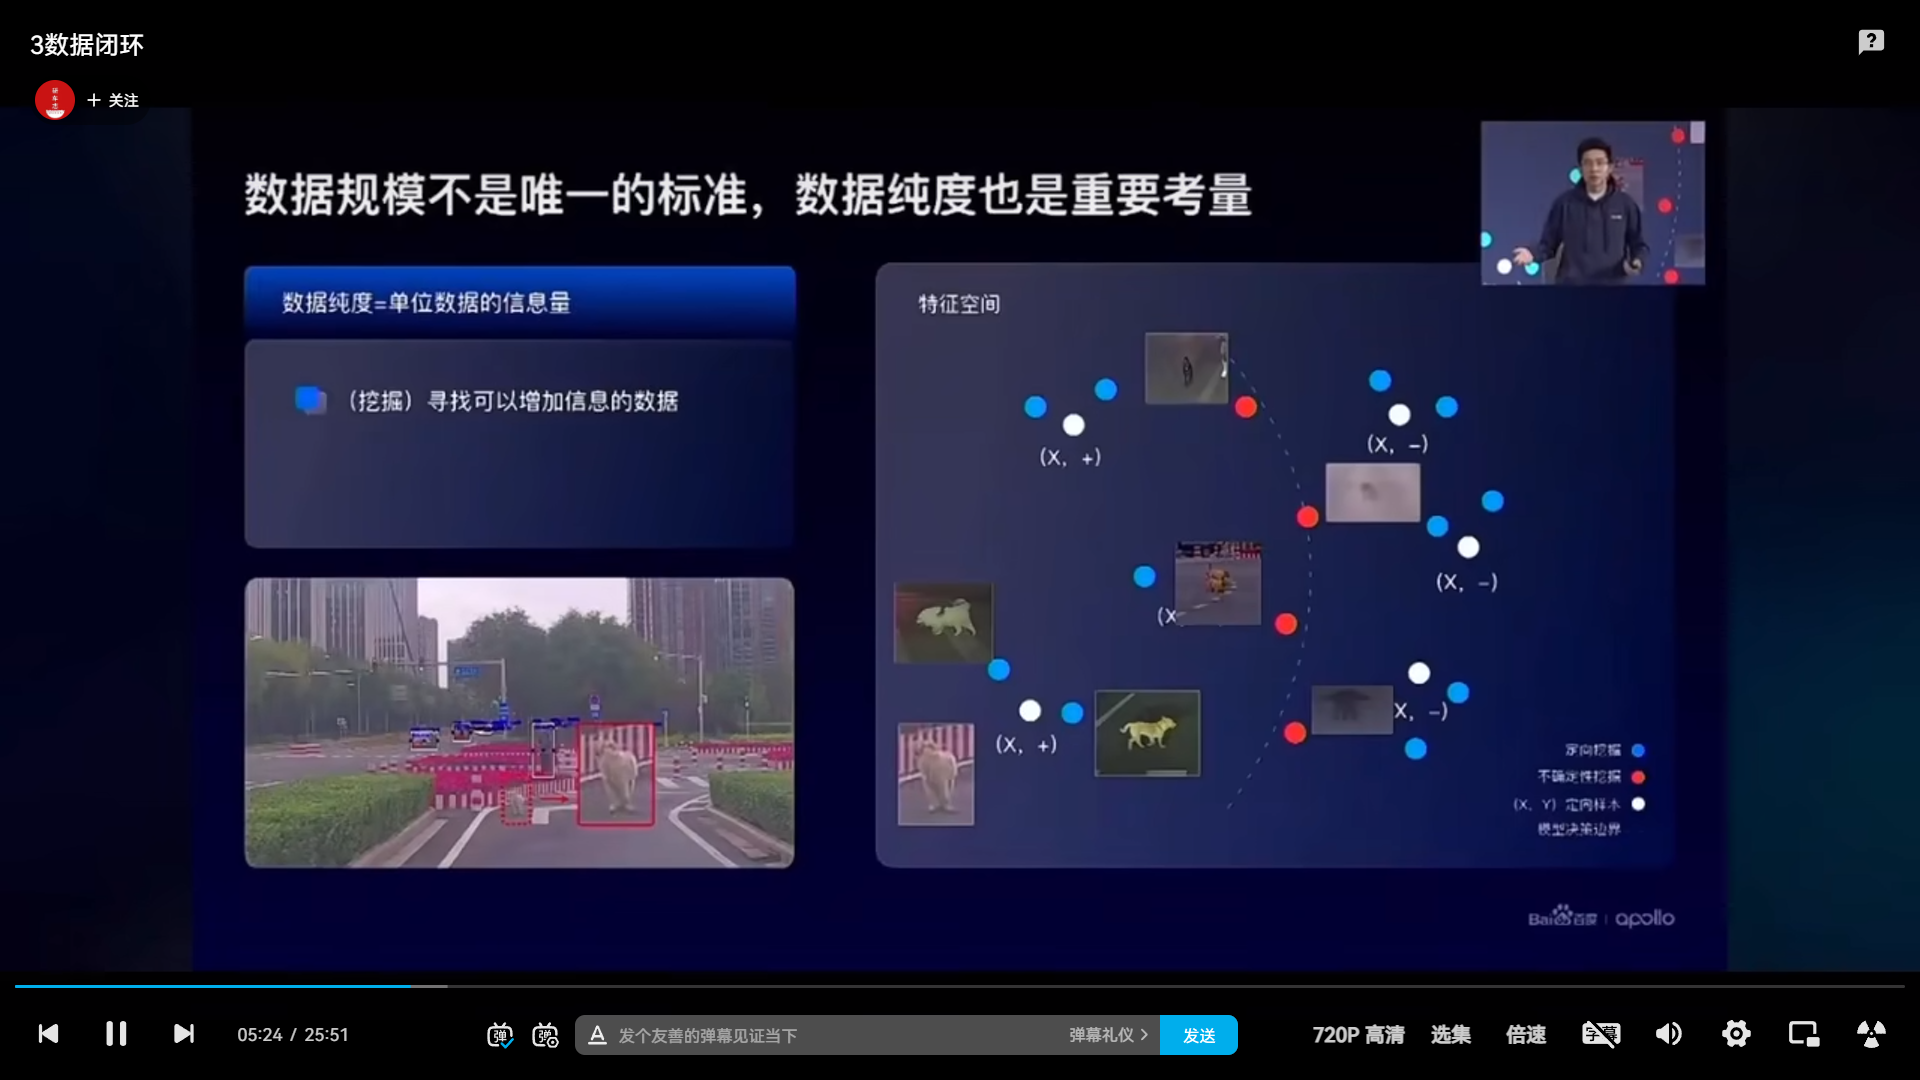 3数据闭环
+ 关注
数据规模不是唯一的标准，数据纯度也是重要考量
数据纯度=单位数据的信息量
（挖掘）寻找可以增加信息的数据
特征空间
(X, +)
(X, -)
(X, -)
(X
(X, +)
X, -)
定向挖掘
不确定性挖掘
(X, Y) 定向样本
模型决策边界
Bai百度 | apollo
05:24 / 25:51
弹
弹
A 发个友善的弹幕见证当下
弹幕礼仪 >
发送
720P 高清
选集
倍速
字幕